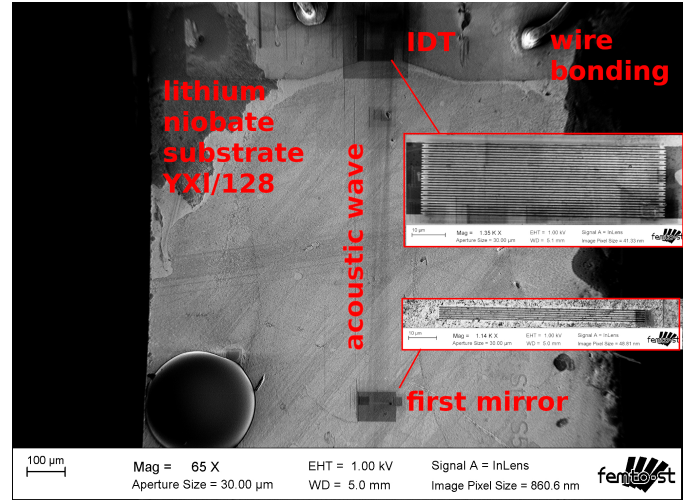 IDT
wire
bonding
lithium
niobate
substrate
YXl/128
acoustic wave
10 µm
Mag = 1.35 K X
EHT = 1.00 kV
Signal A = InLens
Aperture Size = 30.00 µm
WD = 5.1 mm
Image Pixel Size = 41.33 nm
femto-st
10 µm
Mag = 1.14 K X
EHT = 1.00 kV
Signal A = InLens
Aperture Size = 30.00 µm
WD = 5.0 mm
Image Pixel Size = 48.81 nm
femto-st
first mirror
100 µm
Mag = 65 X
EHT = 1.00 kV
Signal A = InLens
Aperture Size = 30.00 µm
WD = 5.0 mm
Image Pixel Size = 860.6 nm
femto-st